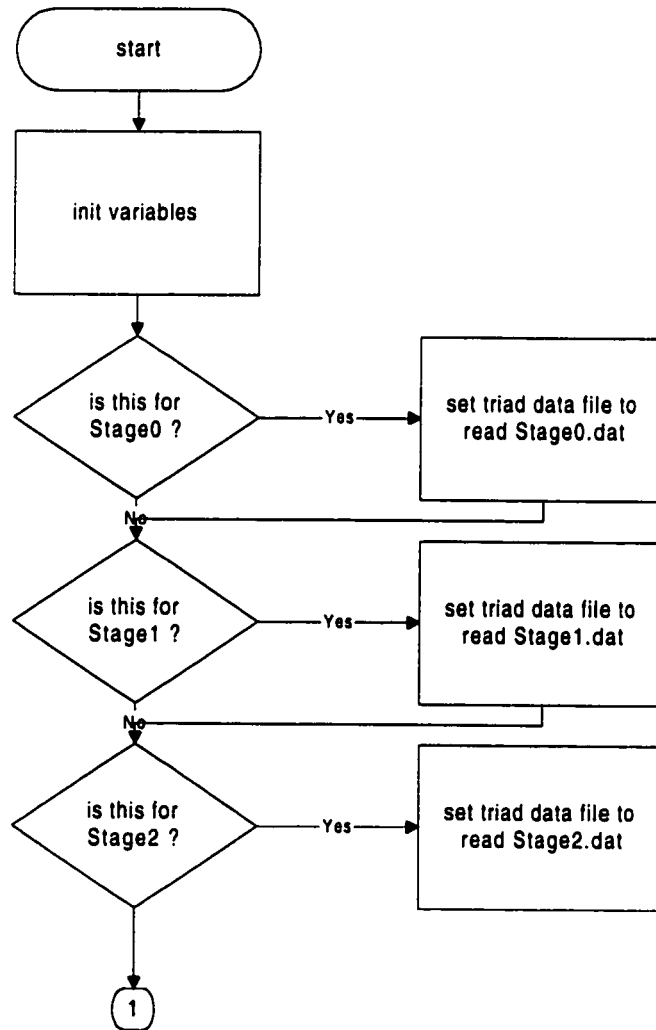 start
init variables
is this for
Stage0 ?
Yes
set triad data file to
read Stage0.dat
No
is this for
Stage1 ?
Yes
set triad data file to
read Stage1.dat
No
is this for
Stage2 ?
Yes
set triad data file to
read Stage2.dat
1